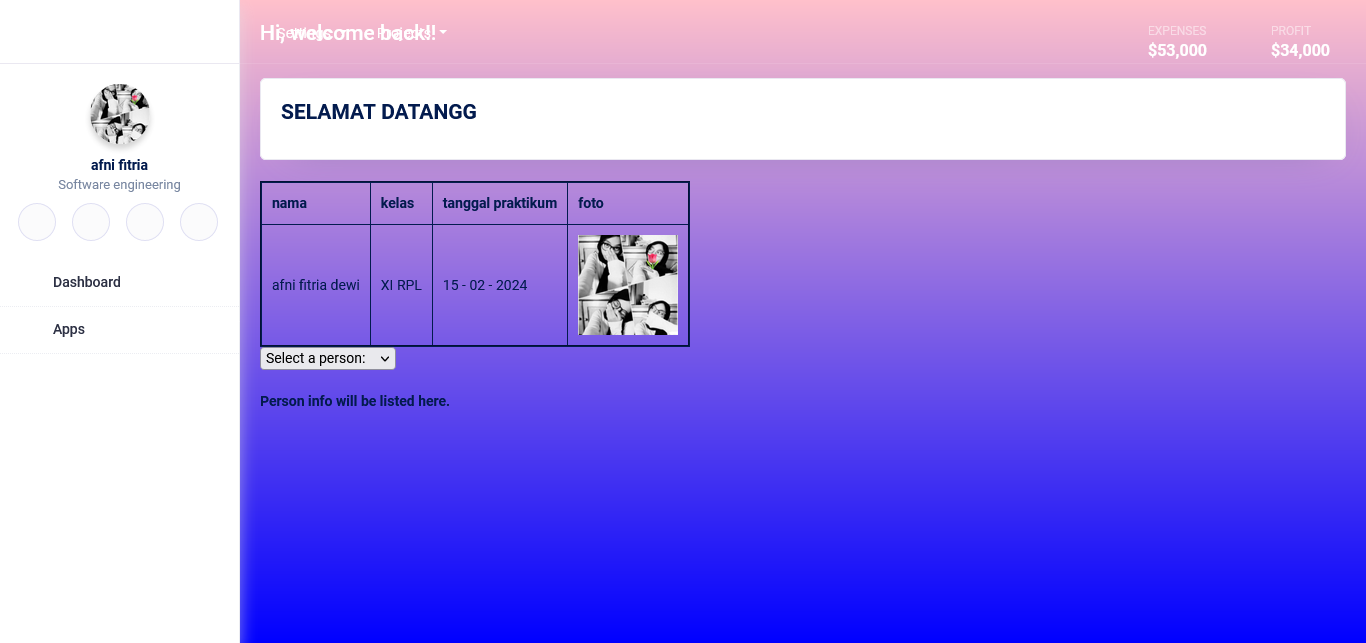 Hi, welcome back!
Settings Projects
EXPENSES
$53,000
PROFIT
$34,000
afni fitria
Software engineering
Dashboard
Apps
SELAMAT DATANGG
nama kelas tanggal praktikum foto
afni fitria dewi XI RPL 15 - 02 - 2024
Select a person:
Person info will be listed here.